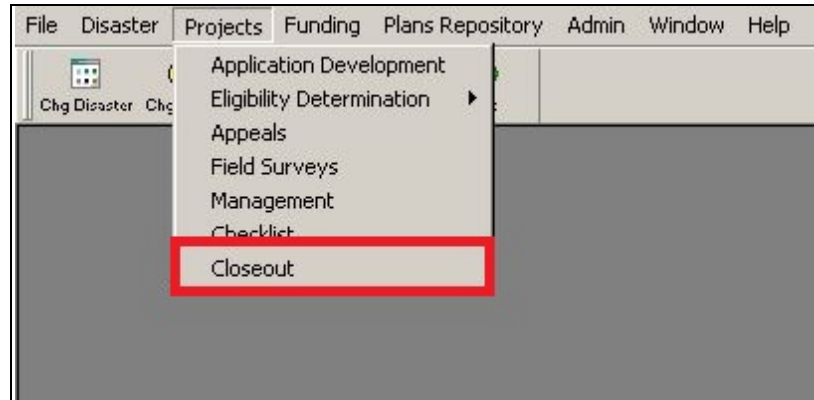 File Disaster Projects Funding Plans Repository Admin Window Help
Chg Disaster Chg
Application Development
Eligibility Determination
Appeals
Field Surveys
Management
Checklist
Closeout